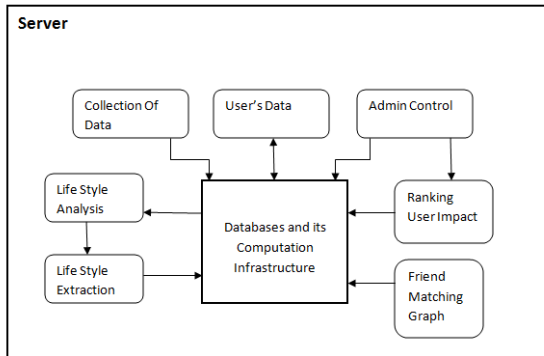 Server
Collection Of
Data
User's Data
Admin Control
Life Style
Analysis
Databases and its
Computation
Infrastructure
Ranking
User Impact
Life Style
Extraction
Friend
Matching
Graph